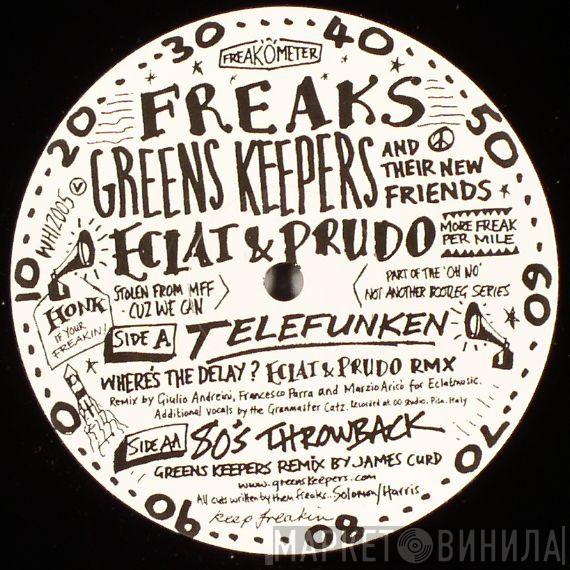 FREAKOMETER
30
40
20
50
10
60
0
70
90
80
FREAKS
GREENS KEEPERS
AND
THEIR NEW
FRIENDS
WH12005
ECLAT & PRUDO
MORE FREAK
PER MILE
STOLEN FROM MFF
-CUZ WE CAN
PART OF THE 'OH NO'
NOT ANOTHER BOOTLEG SERIES
HONK
IF YOUR
FREAKIN!
SIDE A
TELEFUNKEN
WHERE'S THE DELAY? ECLAT & PRUDO RMX
Remix by Giulio Andreini, Francesco Parra and Marzio Aricò for Eclatmusic.
Additional vocals by the Granmaster Catz. Recorded at OO Studio. Pisa. Italy
SIDE AA
80'S THROWBACK
GREENS KEEPERS REMIX BY JAMES CURD
www.greenskeepers.com
All cuts written by them freaks.. Solomon/Harris
keep freakin
МАРКЕТ ВИНИЛА